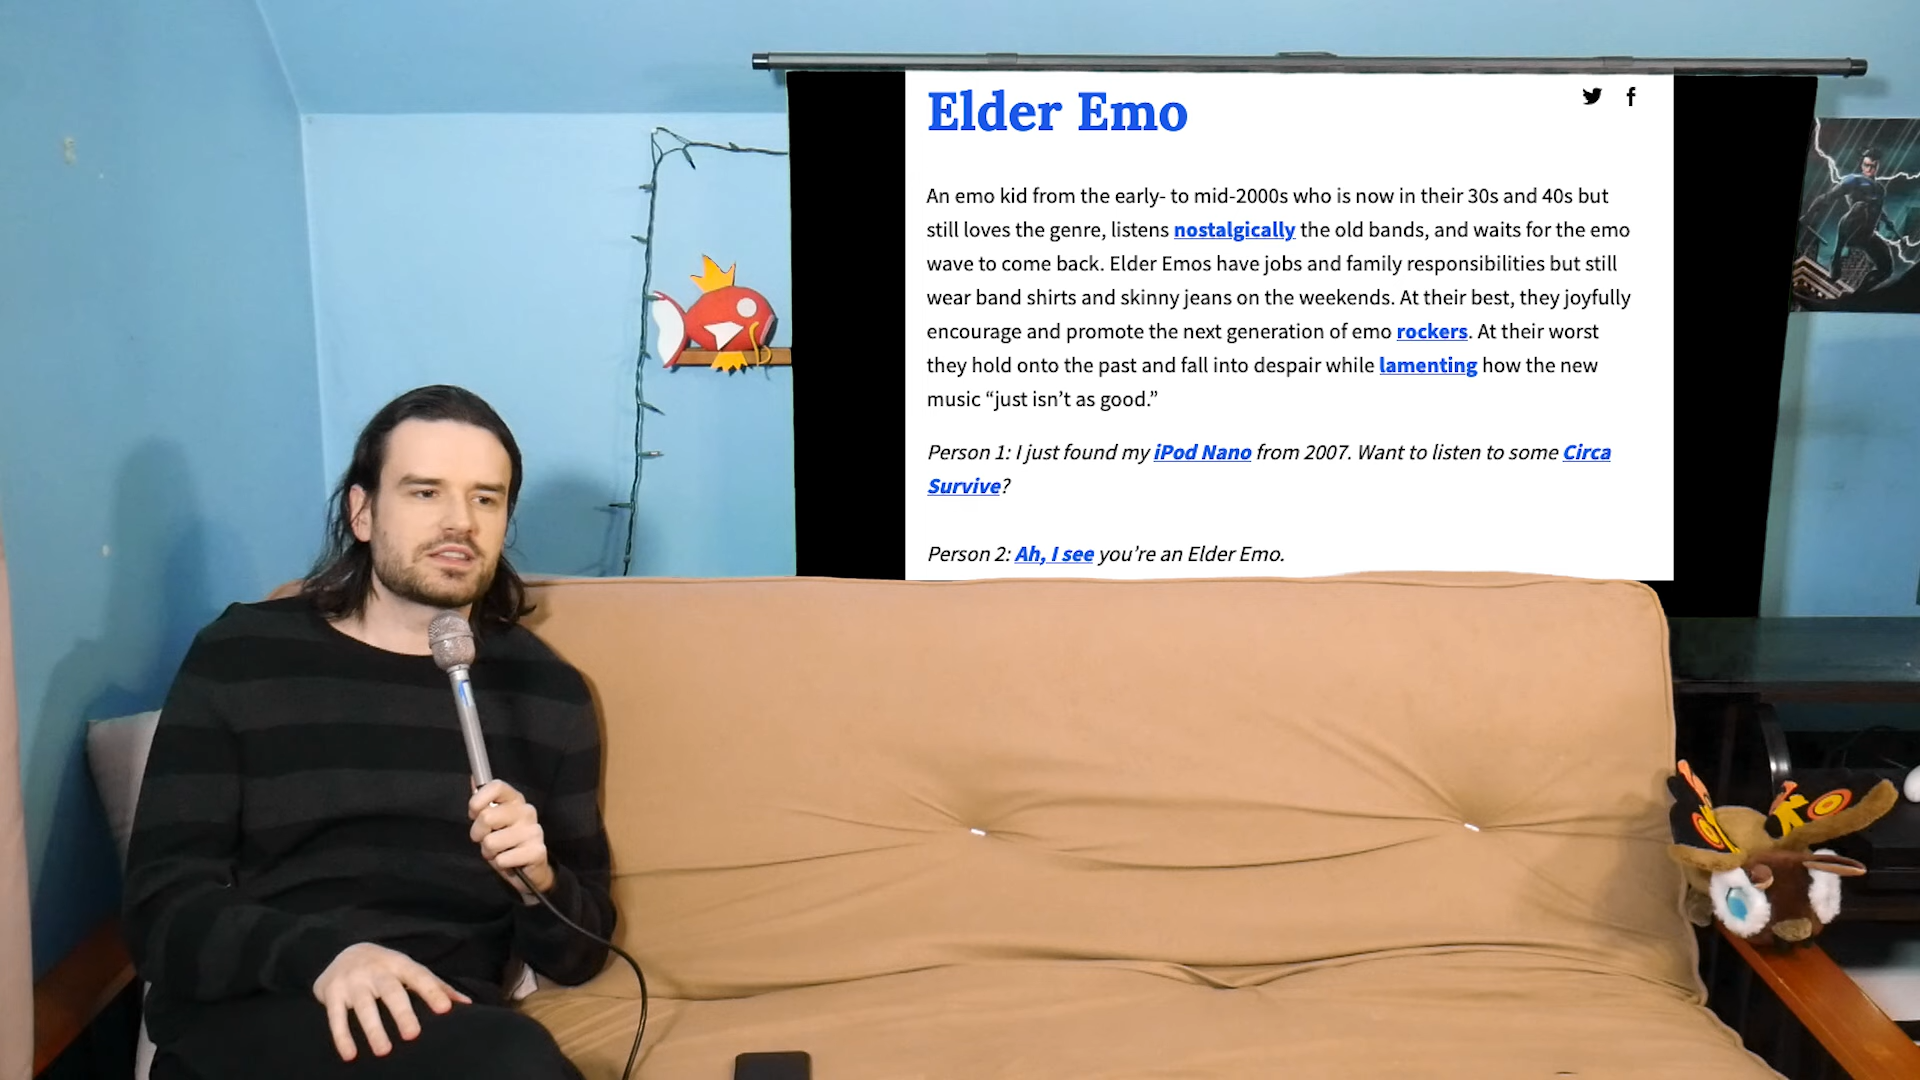 Elder Emo
An emo kid from the early- to mid-2000s who is now in their 30s and 40s but
still loves the genre, listens nostalgically the old bands, and waits for the emo
wave to come back. Elder Emos have jobs and family responsibilities but still
wear band shirts and skinny jeans on the weekends. At their best, they joyfully
encourage and promote the next generation of emo rockers. At their worst
they hold onto the past and fall into despair while lamenting how the new
music “just isn’t as good.”
Person 1: I just found my iPod Nano from 2007. Want to listen to some Circa
Survive?
Person 2: Ah, I see you’re an Elder Emo.